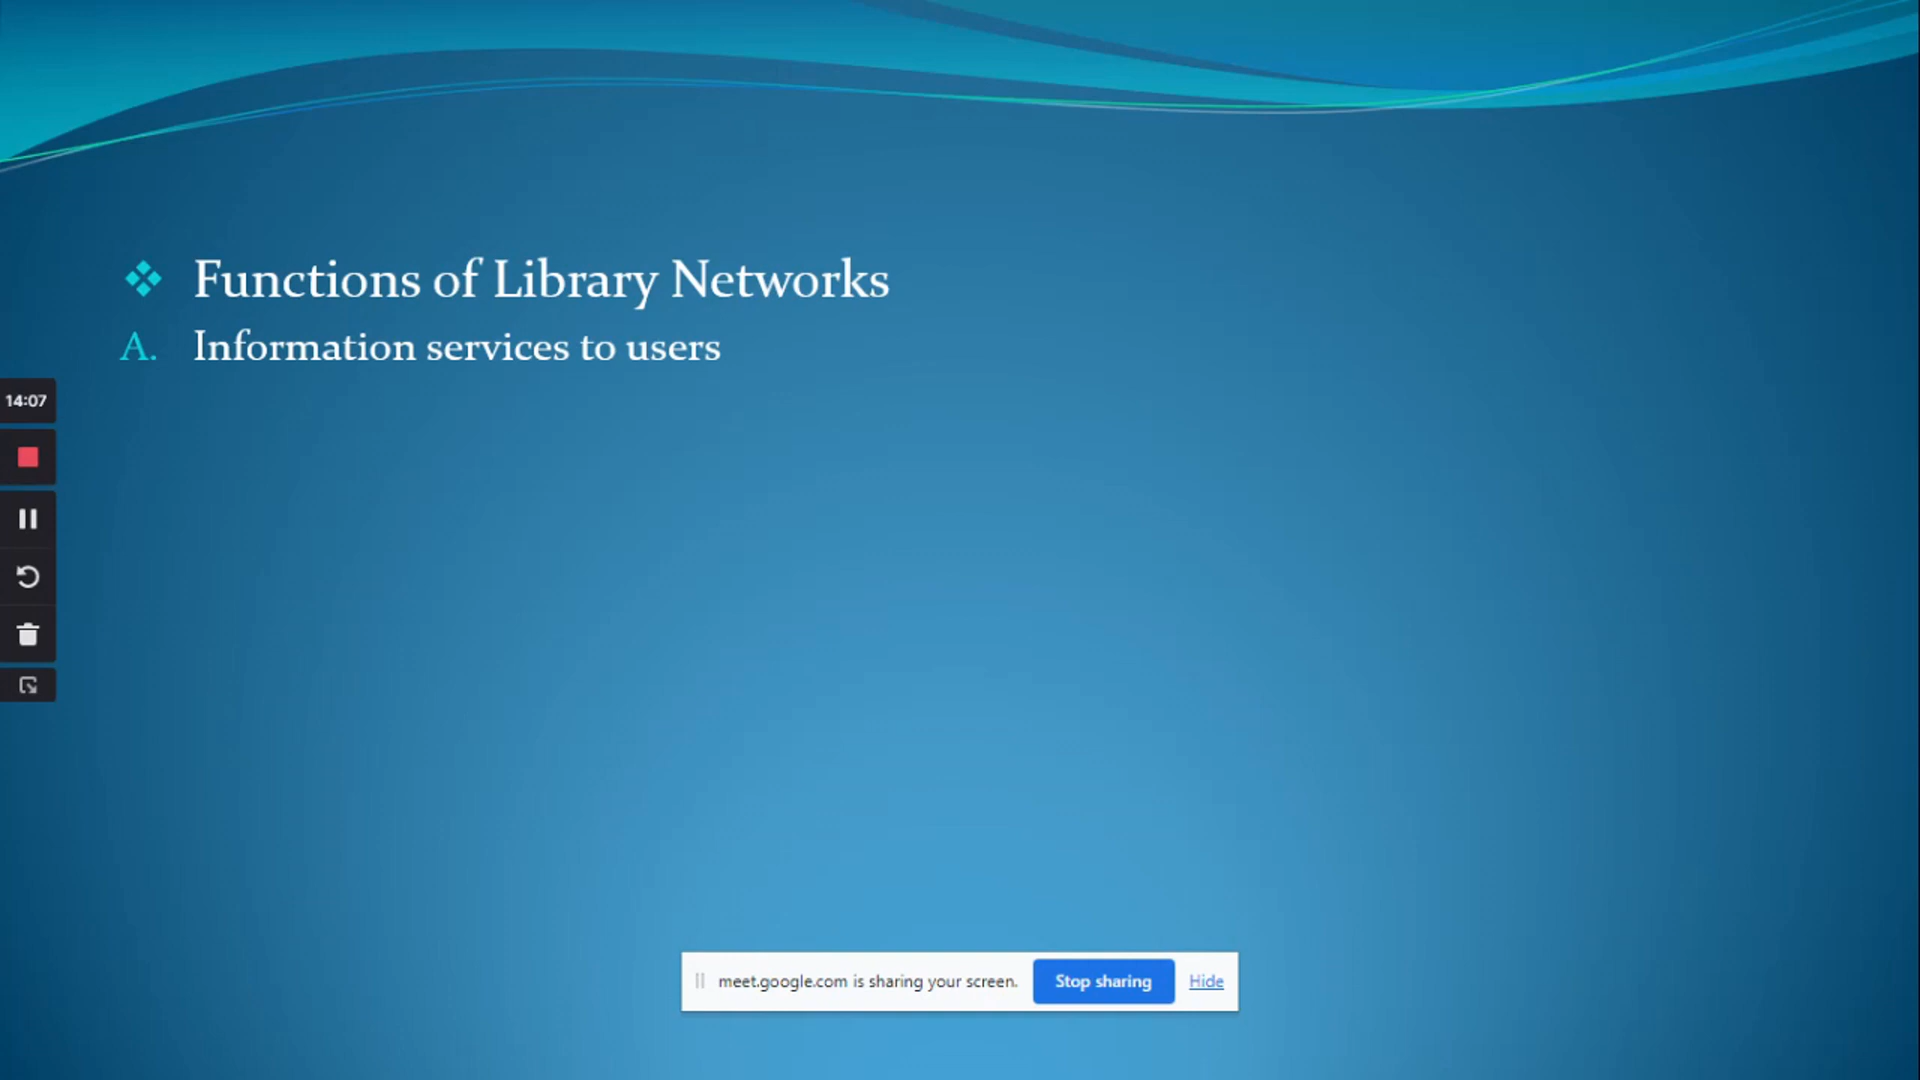 Functions of Library Networks
A. Information services to users
14:07
meet.google.com is sharing your screen. Stop sharing Hide